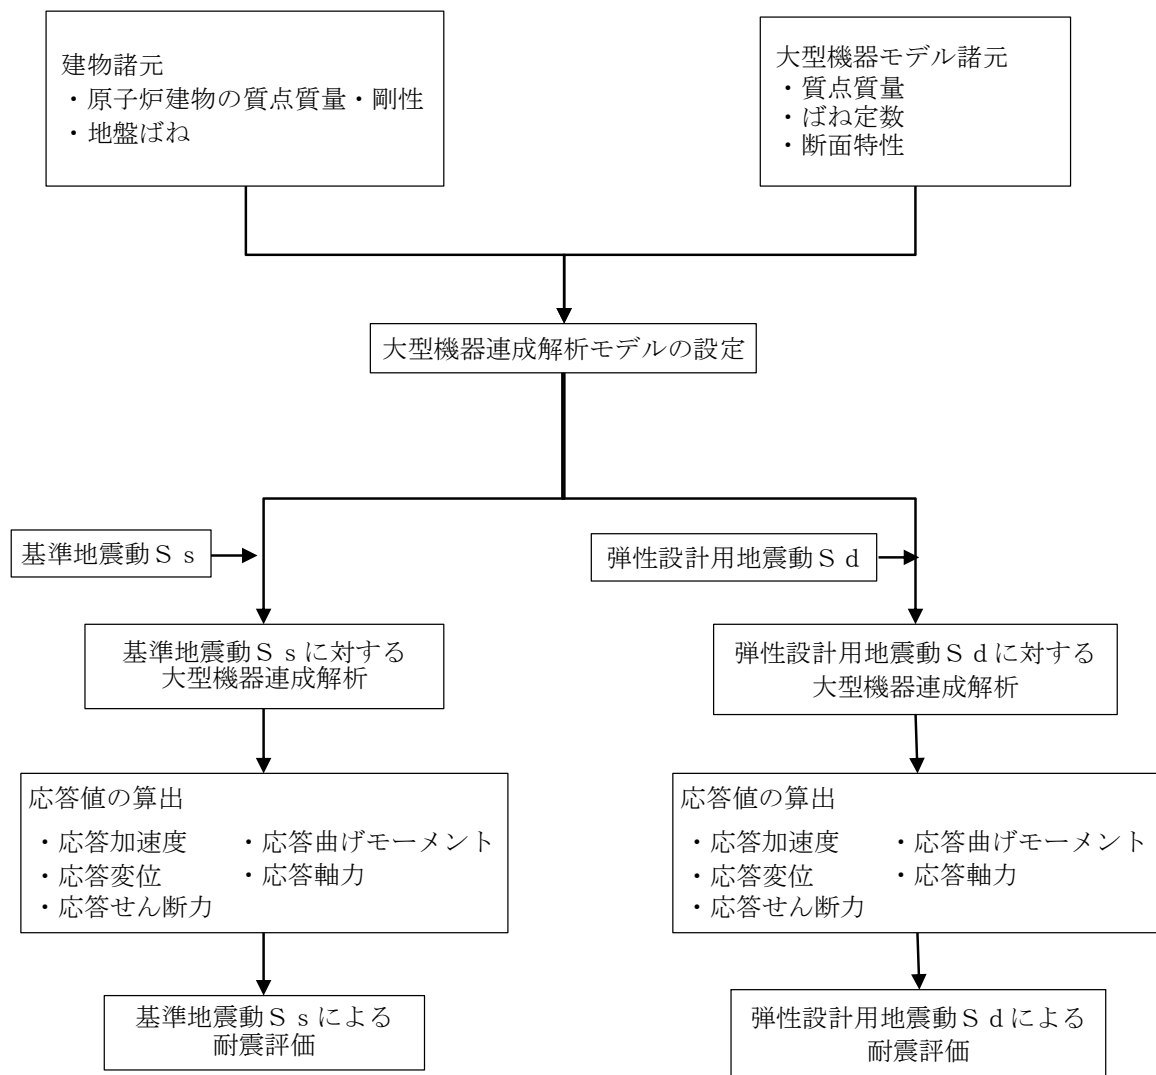 建物諸元
・原子炉建物の質点質量・剛性
・地盤ばね
大型機器モデル諸元
・質点質量
・ばね定数
・断面特性
大型機器連成解析モデルの設定
基準地震動Ｓｓ
弾性設計用地震動Ｓｄ
基準地震動Ｓｓに対する
大型機器連成解析
弾性設計用地震動Ｓｄに対する
大型機器連成解析
応答値の算出
・応答加速度　・応答曲げモーメント
・応答変位　・応答軸力
・応答せん断力
応答値の算出
・応答加速度　・応答曲げモーメント
・応答変位　・応答軸力
・応答せん断力
基準地震動Ｓｓによる
耐震評価
弾性設計用地震動Ｓｄによる
耐震評価